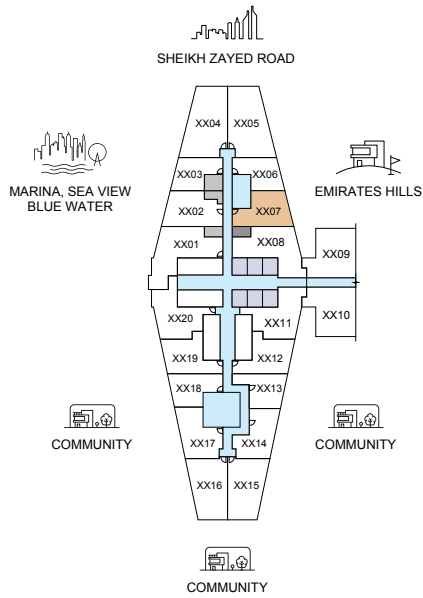 SHEIKH ZAYED ROAD
XX04 XX05
XX03 XX06
MARINA, SEA VIEW
BLUE WATER
EMIRATES HILLS
XX02 XX07
XX01 XX08
XX09
XX10
XX20 XX11
XX19 XX12
XX18 XX13
COMMUNITY
COMMUNITY
XX17 XX14
XX16 XX15
COMMUNITY